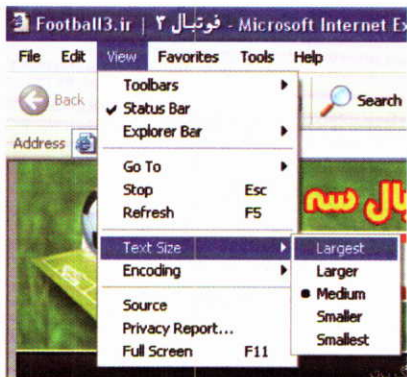 Football3.ir | فوتبال ۳ - Microsoft Internet Ex
File Edit View Favorites Tools Help
Back
Search
Address
Toolbars
Status Bar
Explorer Bar
Go To
Stop Esc
Refresh F5
Text Size
Encoding
Source
Privacy Report...
Full Screen F11
Largest
Larger
Medium
Smaller
Smallest
بال سه